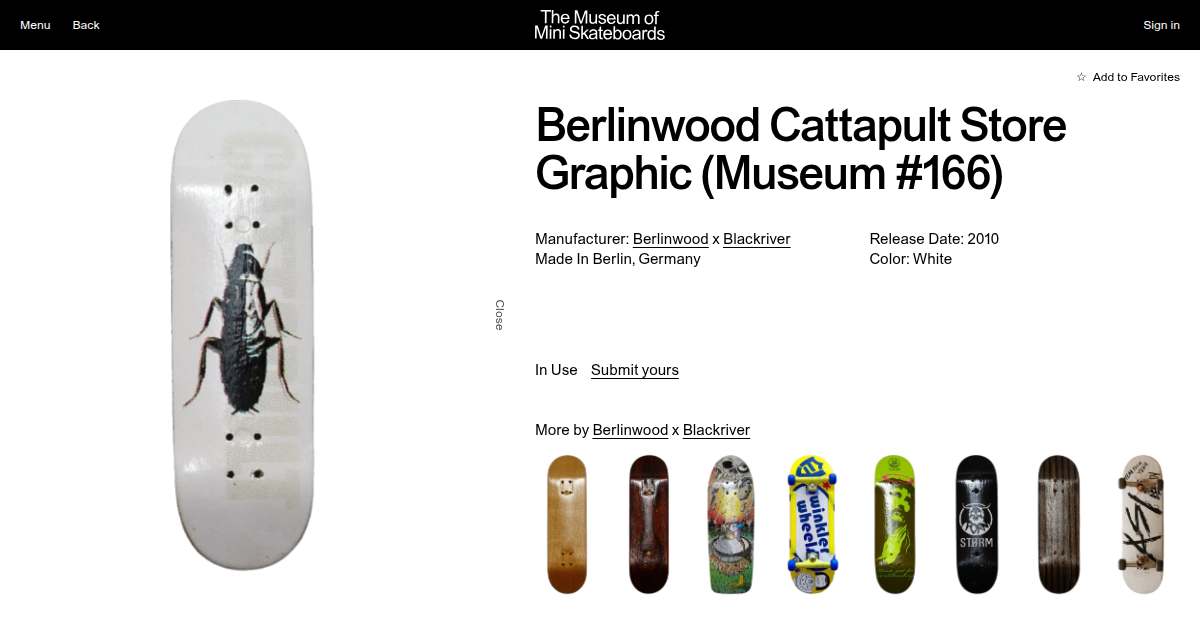 Menu
Back
The Museum of
Mini Skateboards
Sign in
☆ Add to Favorites
Berlinwood Cattapult Store
Graphic (Museum #166)
Manufacturer: Berlinwood x Blackriver
Made In Berlin, Germany
Release Date: 2010
Color: White
Close
In Use Submit yours
More by Berlinwood x Blackriver
winkler
wheels
STORM